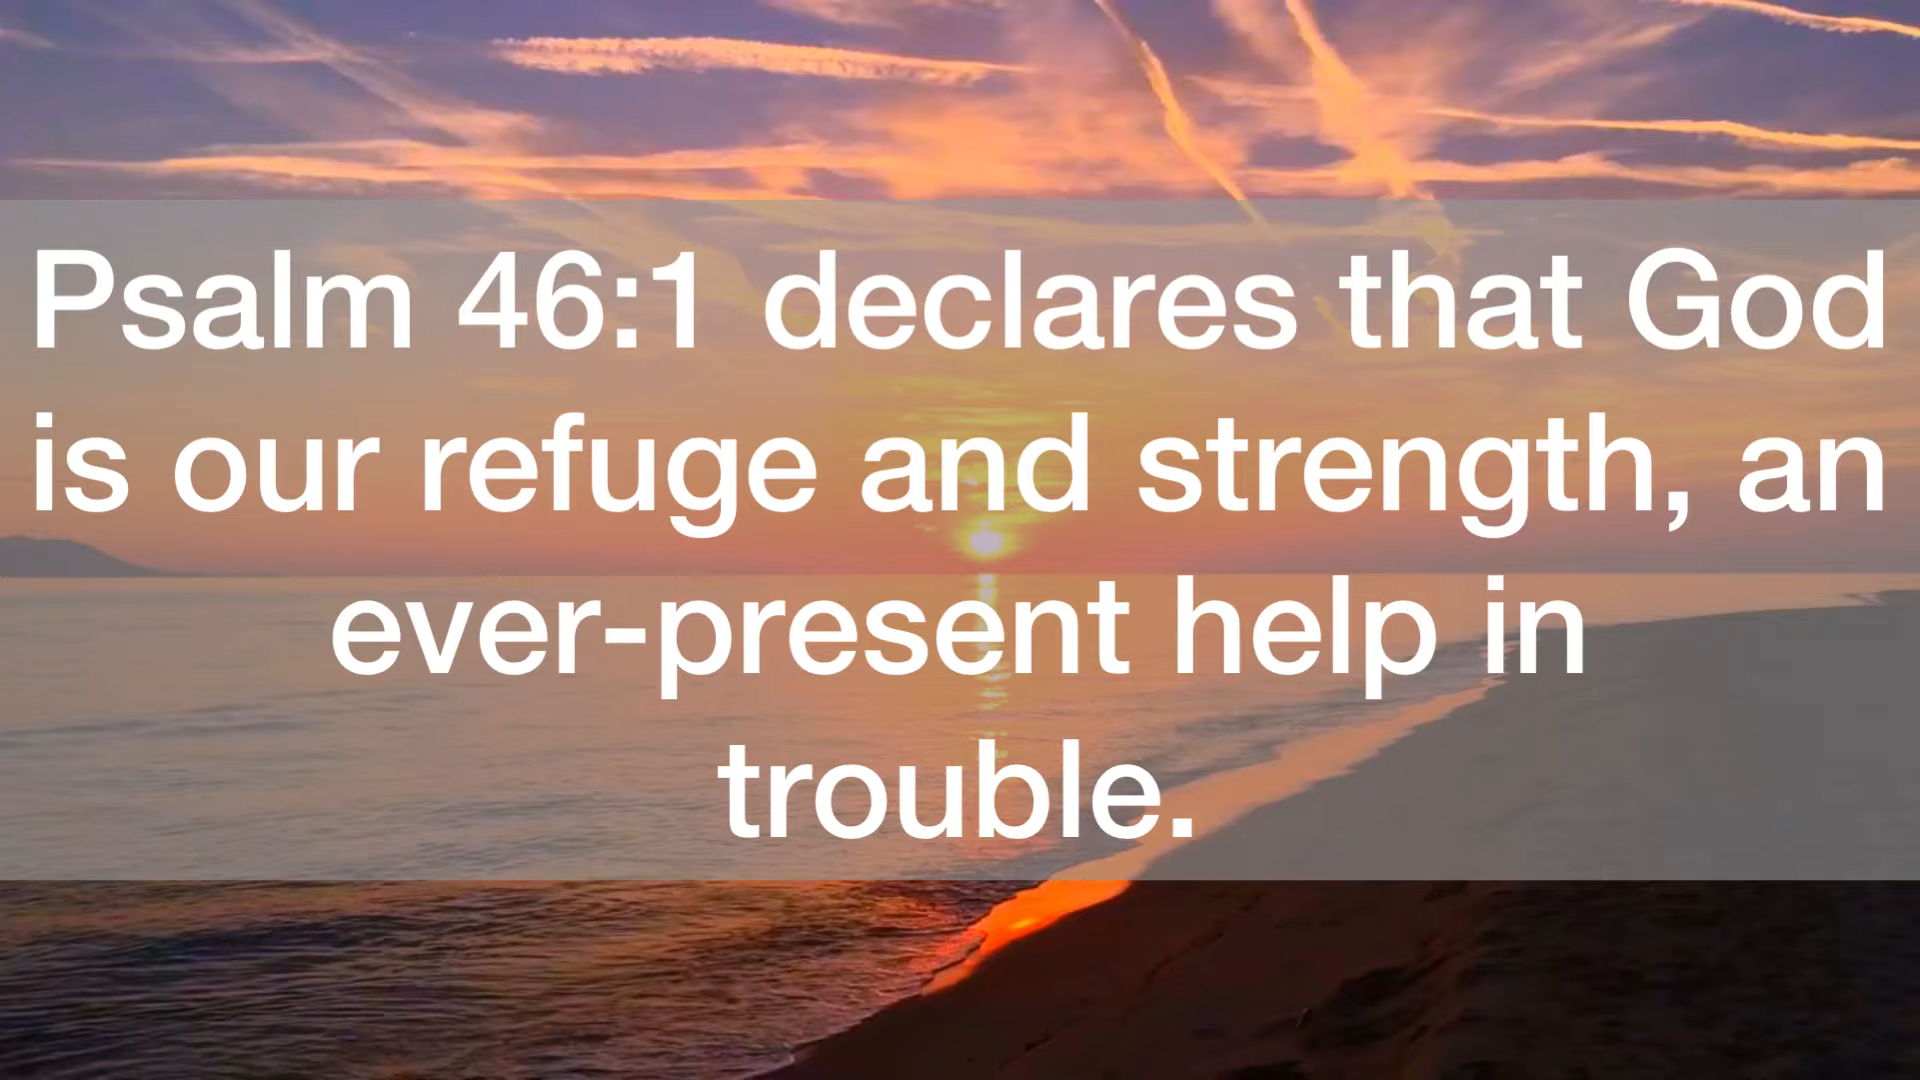 Psalm 46:1 declares that God
is our refuge and strength, an
ever-present help in
trouble.